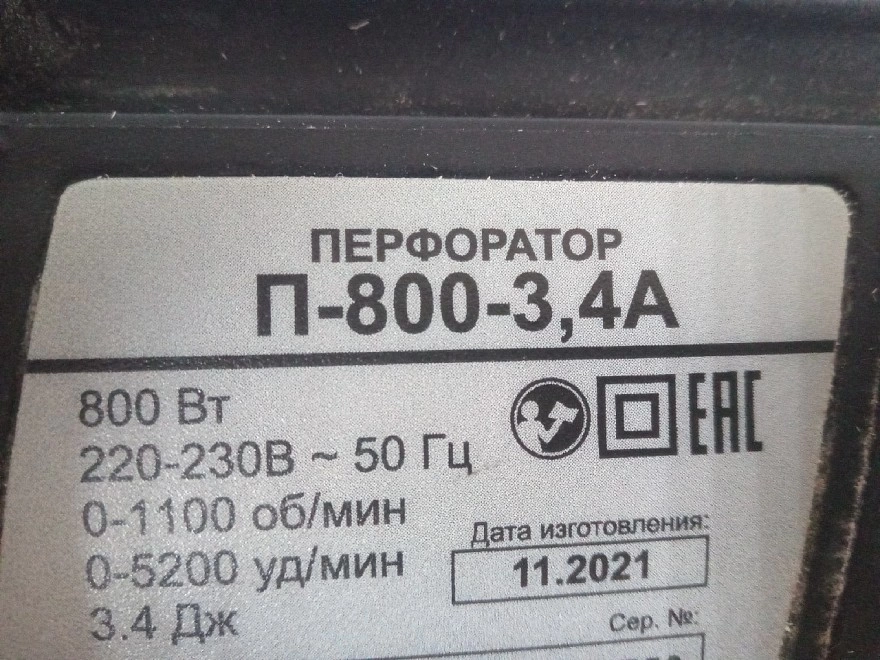 ПЕРФОРАТОР
П-800-3,4А
800 Вт
220-230В ~ 50 Гц
0-1100 об/мин
0-5200 уд/мин
3.4 Дж
EAC
Дата изготовления:
11.2021
Сер. №: